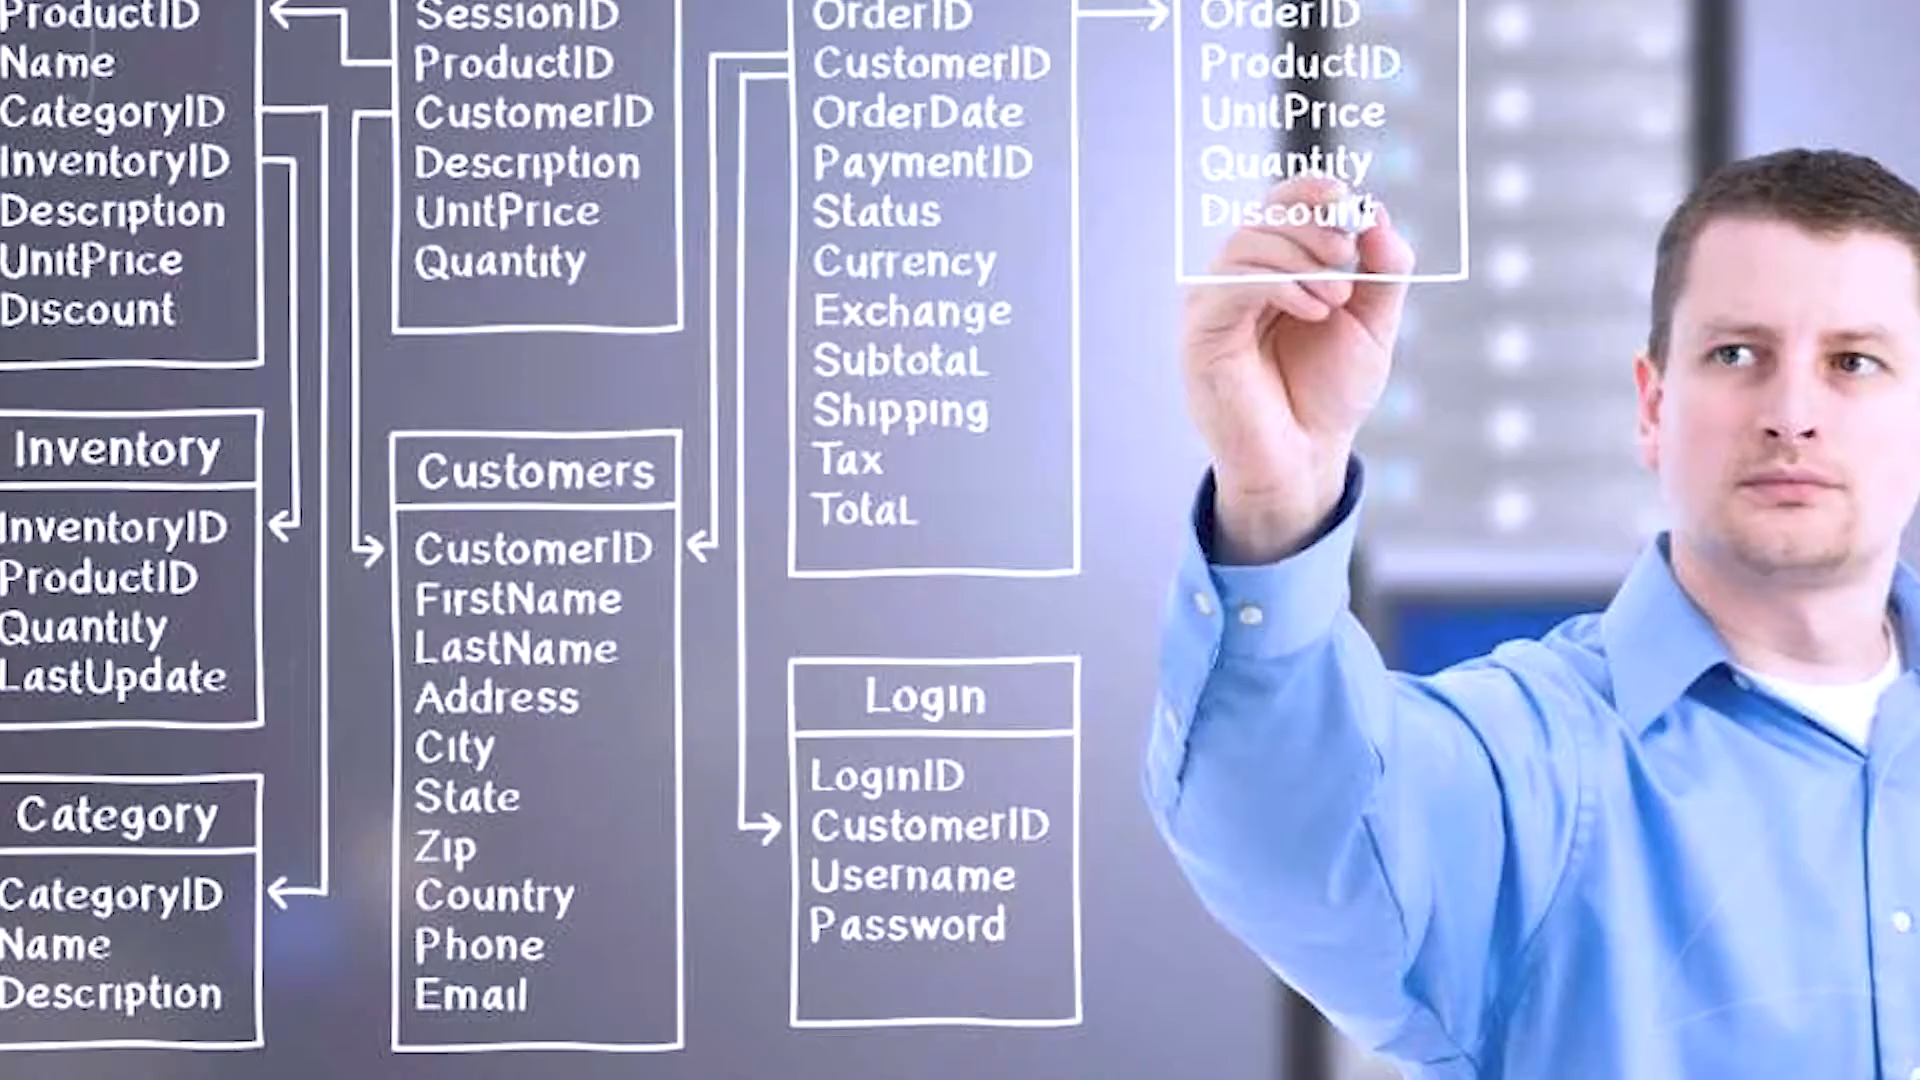 ProductID
Name
CategoryID
InventoryID
Description
UnitPrice
Discount
Inventory
InventoryID
ProductID
Quantity
LastUpdate
Category
CategoryID
Name
Description
SessionID
ProductID
CustomerID
Description
UnitPrice
Quantity
Customers
CustomerID
FirstName
LastName
Address
City
State
Zip
Country
Phone
Email
OrderID
CustomerID
OrderDate
PaymentID
Status
Currency
Exchange
Subtotal
Shipping
Tax
Total
Login
LoginID
CustomerID
Username
Password
OrderID
ProductID
UnitPrice
Quantity
Discount